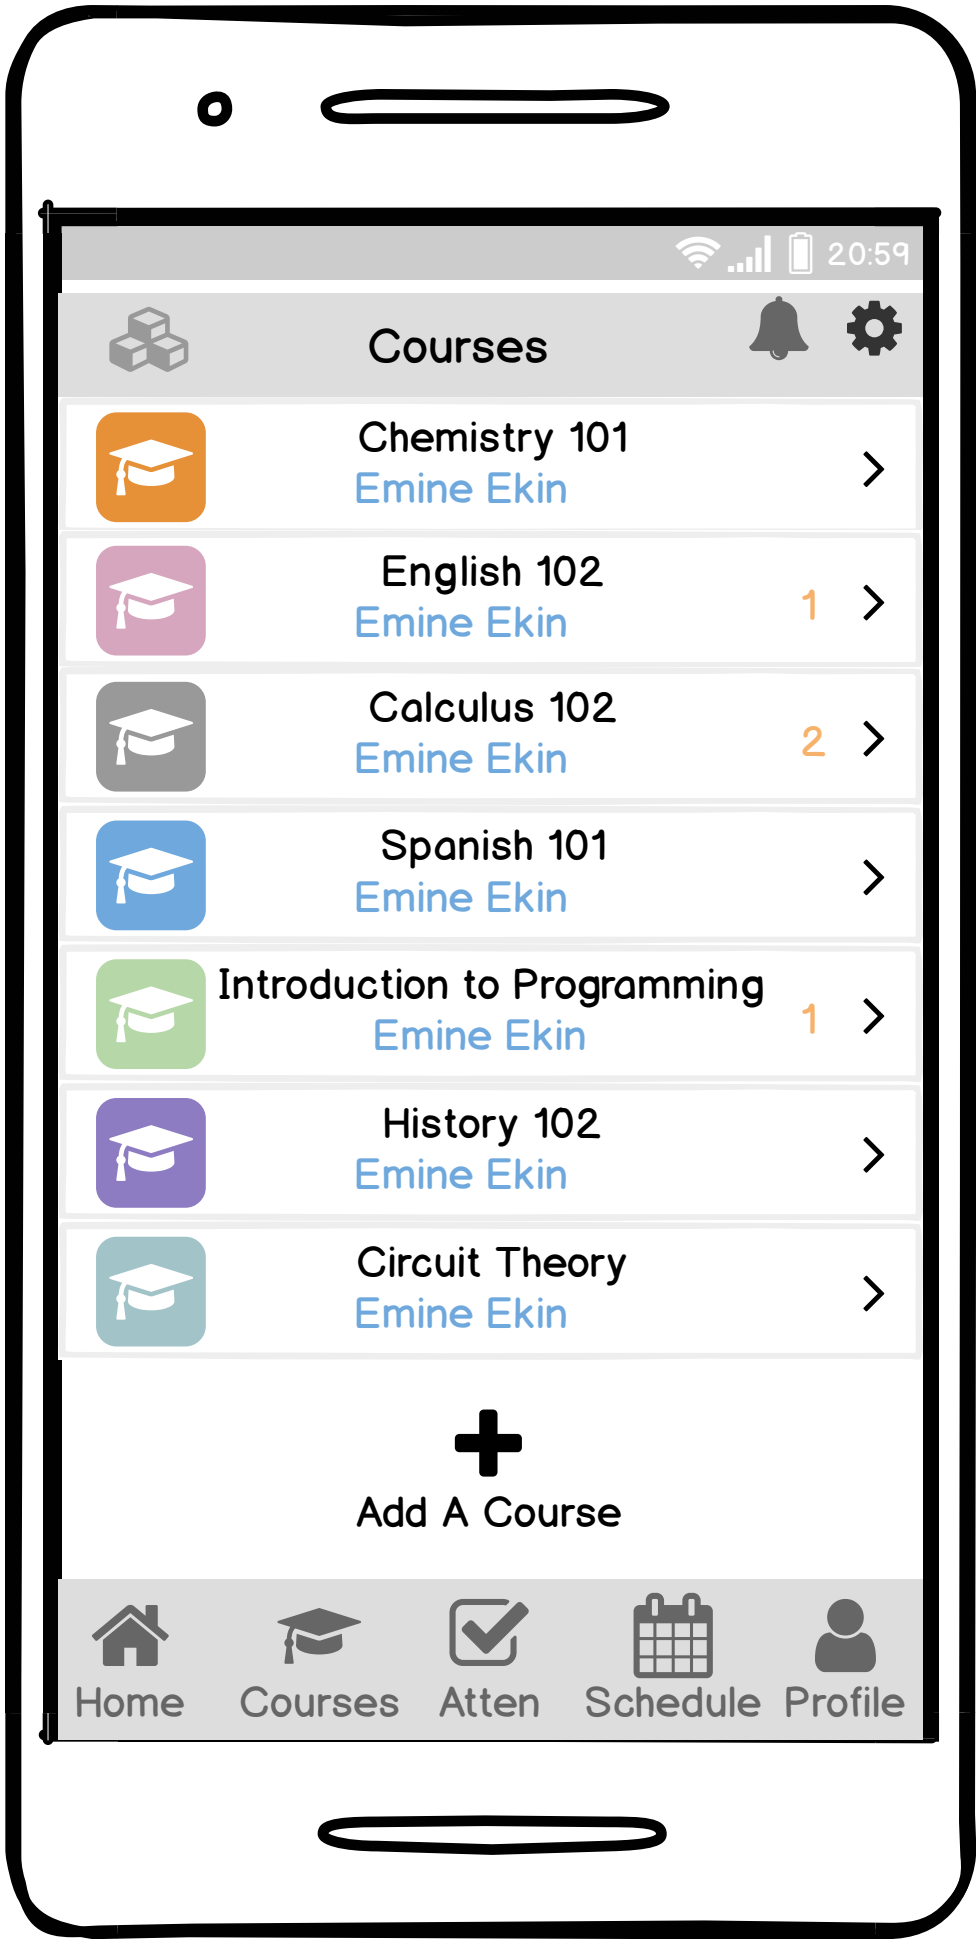 20:59
Courses
Chemistry 101
Emine Ekin
English 102
Emine Ekin
1
Calculus 102
Emine Ekin
2
Spanish 101
Emine Ekin
Introduction to Programming
Emine Ekin
1
History 102
Emine Ekin
Circuit Theory
Emine Ekin
Add A Course
Home Courses Atten Schedule Profile